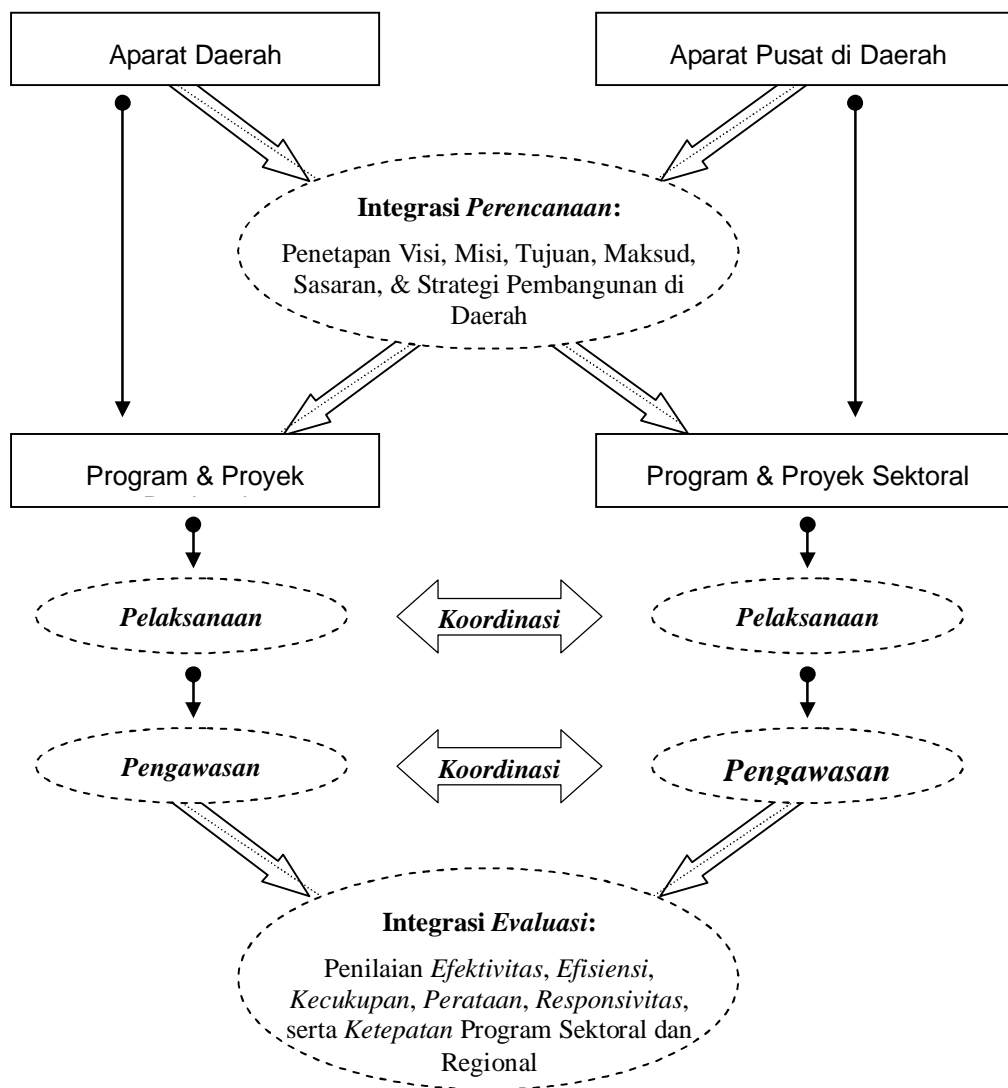 Aparat Daerah
Aparat Pusat di Daerah
Integrasi Perencanaan:
Penetapan Visi, Misi, Tujuan, Maksud,
Sasaran, & Strategi Pembangunan di
Daerah
Program & Proyek
Program & Proyek Sektoral
Pelaksanaan
Koordinasi
Pelaksanaan
Pengawasan
Koordinasi
Pengawasan
Integrasi Evaluasi:
Penilaian Efektivitas, Efisiensi,
Kecukupan, Perataan, Responsivitas,
serta Ketepatan Program Sektoral dan
Regional